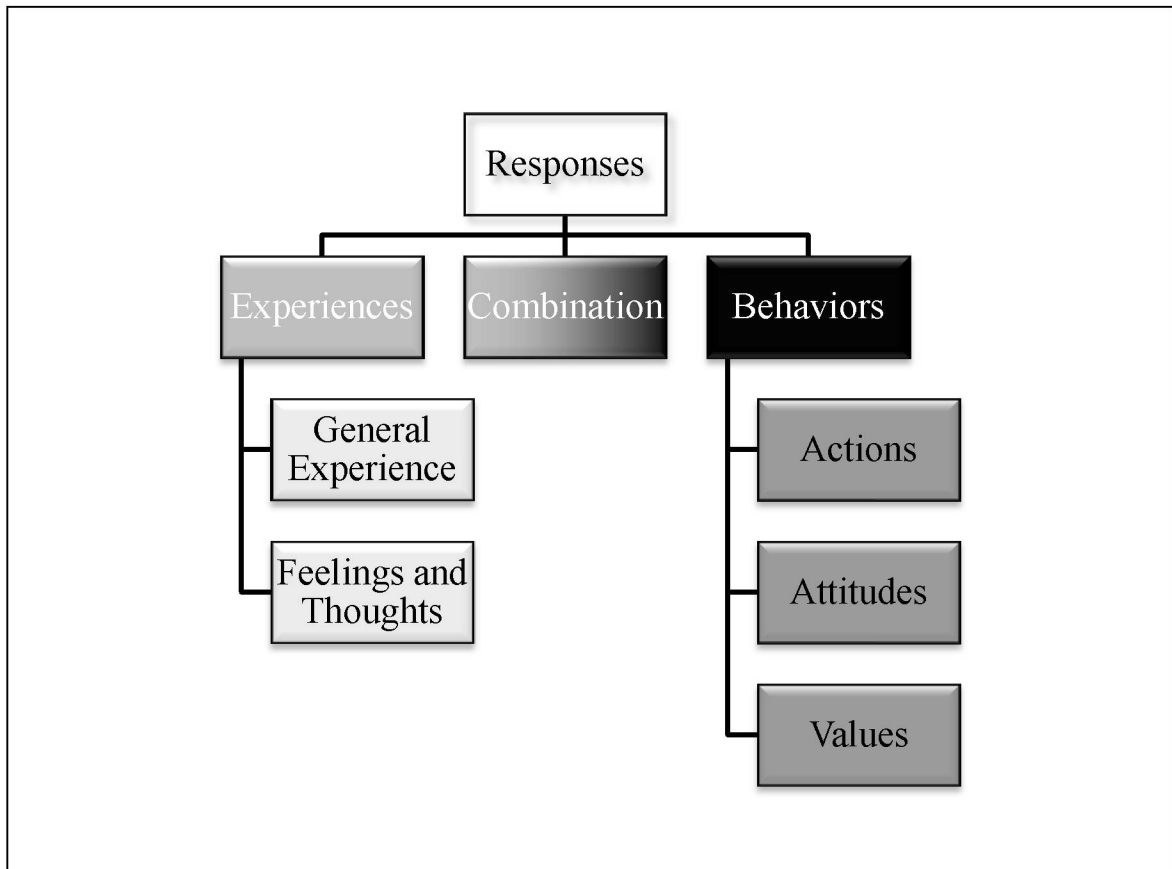 Responses
Experiences
Combination
Behaviors
General
Experience
Feelings and
Thoughts
Actions
Attitudes
Values